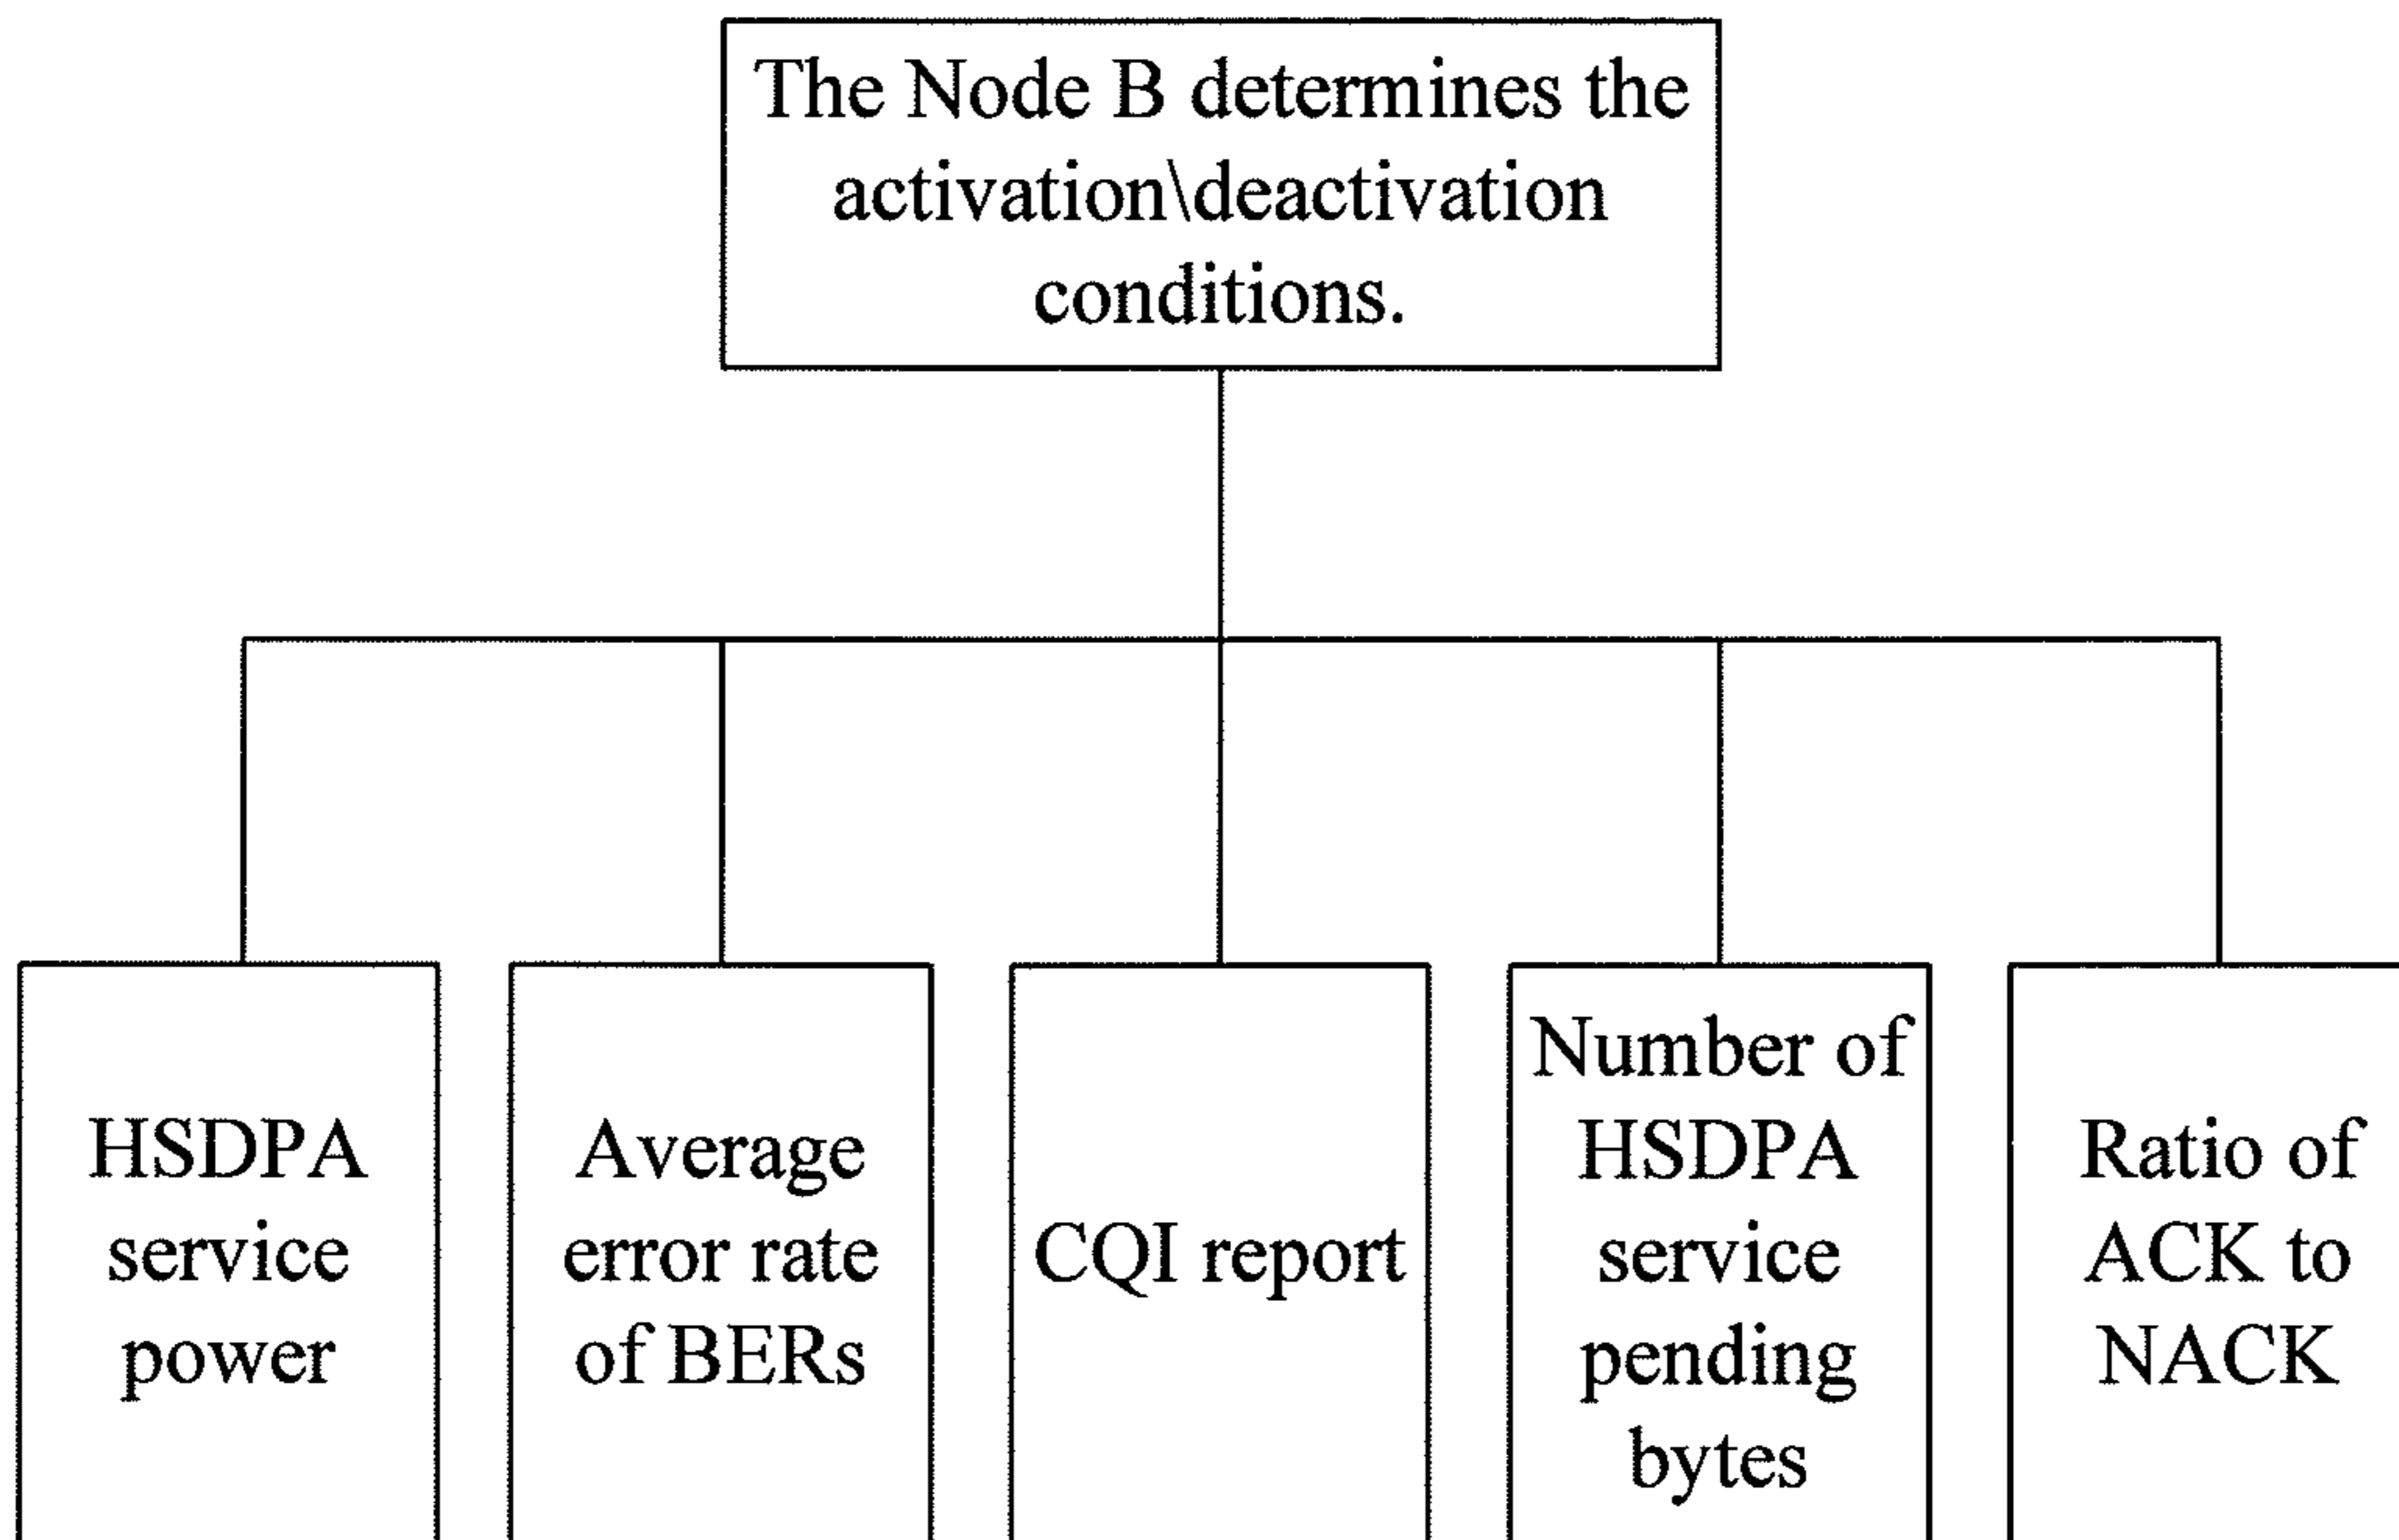 The Node B determines the
activation\deactivation
conditions.
HSDPA
service
power
Average
error rate
of BERs
CQI report
Number of
HSDPA
service
pending
bytes
Ratio of
ACK to
NACK